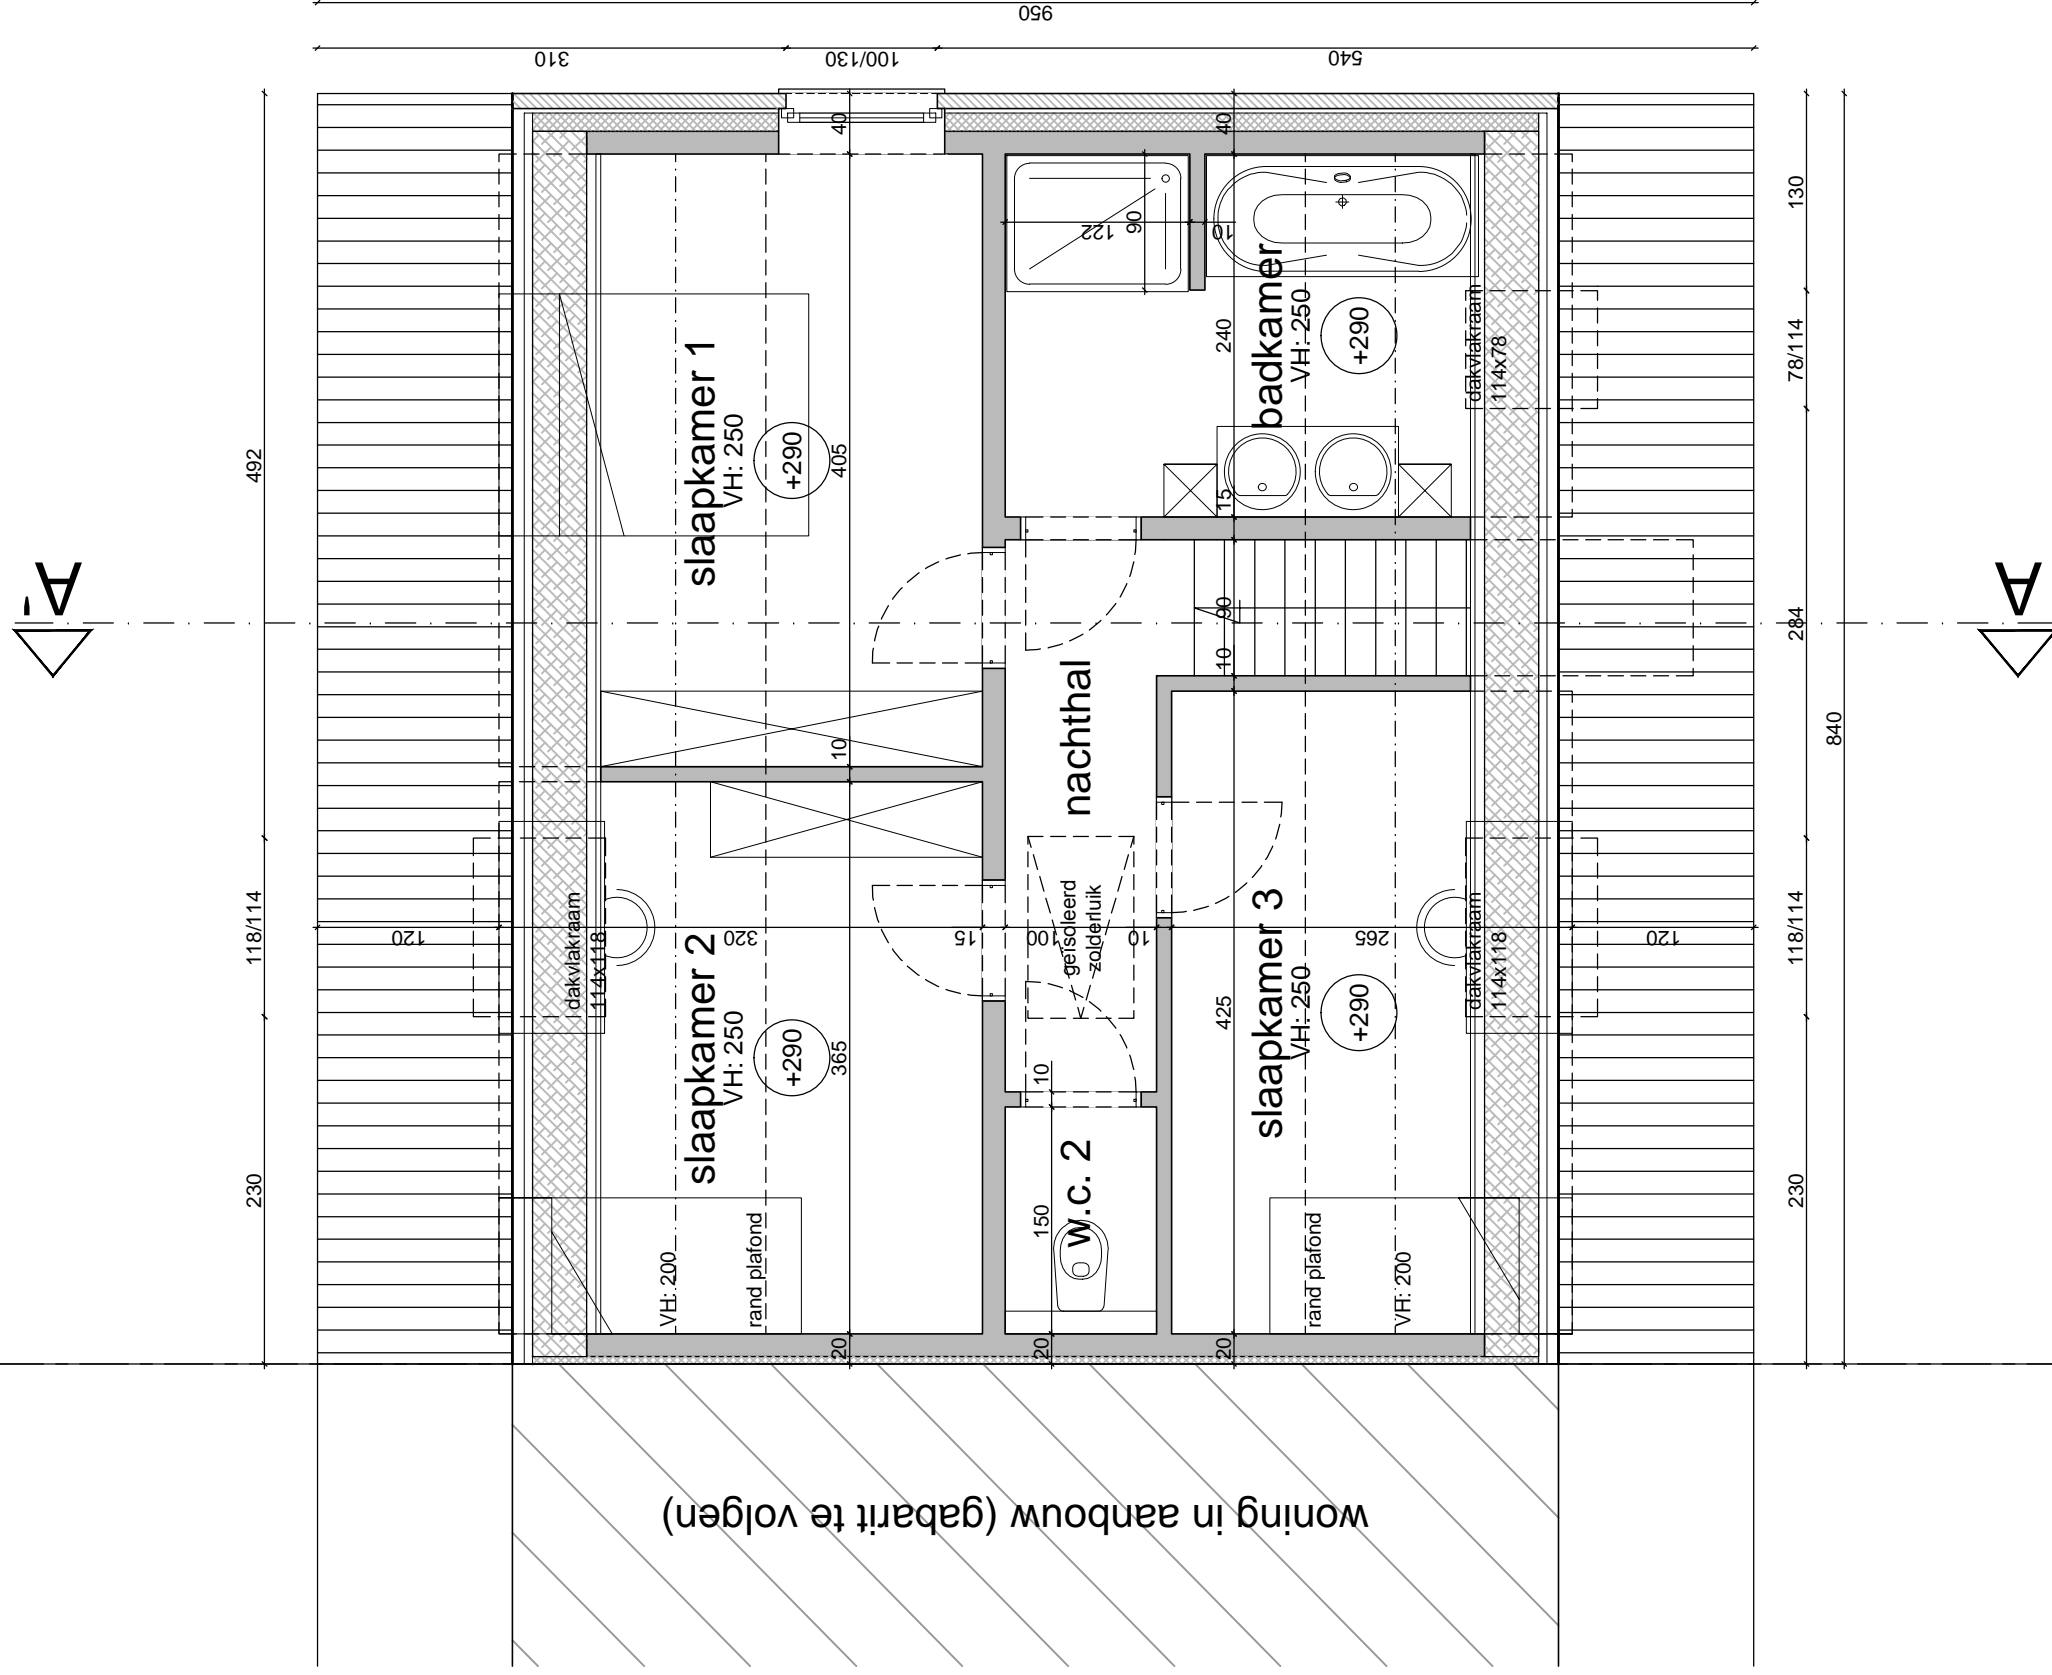 950
310
100/130
540
40
40
130
122
90
10
492
slaapkamer 1
VH: 250
+290
405
240
badkamer
VH: 250
+290
dakvlakraam
114x78
78/114
15
A'
A
90
284
10
nachthal
840
10
118/114
dakvlakraam
114x118
120
slaapkamer 2
VH: 250
+290
365
320
15
100
geïsoleerd
zolderluik
10
265
425
slaapkamer 3
VH: 250
+290
dakvlakraam
114x118
120
118/114
10
230
VH: 200
rand plafond
150
w.c. 2
rand plafond
VH: 200
230
20
20
20
woning in aanbouw (gabarit te volgen)